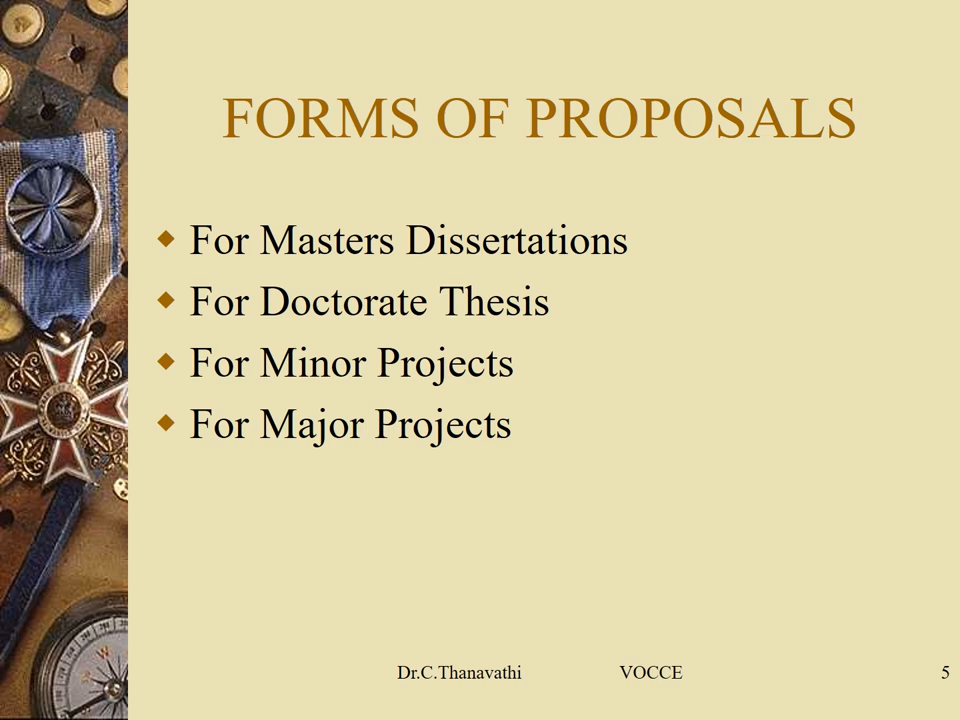 FORMS OF PROPOSALS
For Masters Dissertations
For Doctorate Thesis
For Minor Projects
For Major Projects
Dr.C.Thanavathi VOCCE 5